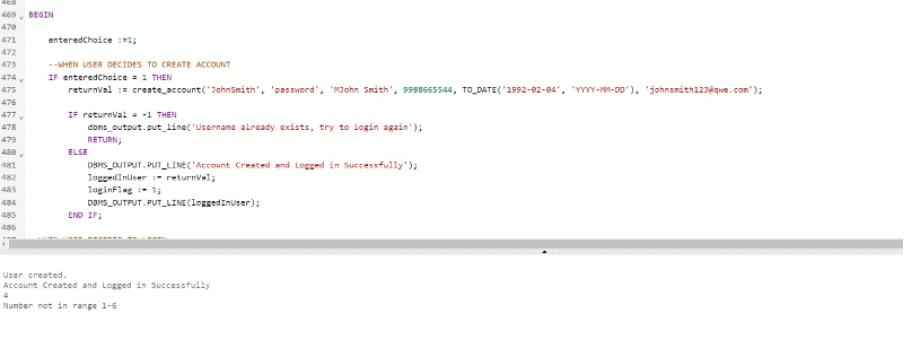 468
469 BEGIN
470
471 enteredChoice :=1;
472
473 --WHEN USER DECIDES TO CREATE ACCOUNT
474 IF enteredChoice = 1 THEN
475 returnVal := create_account('JohnSmith', 'password', 'MJohn Smith', 9988665544, TO_DATE('1992-02-04', 'YYYY-MM-DD'), 'johnsmith123@qwe.com');
476
477 IF returnVal = -1 THEN
478 dbms_output.put_line('Username already exists, try to login again');
479 RETURN;
480 ELSE
481 DBMS_OUTPUT.PUT_LINE('Account Created and Logged in Successfully');
482 loggedInUser := returnVal;
483 loginFlag := 1;
484 DBMS_OUTPUT.PUT_LINE(loggedInUser);
485 END IF;
486
User created.
Account Created and Logged in Successfully
4
Number not in range 1-6